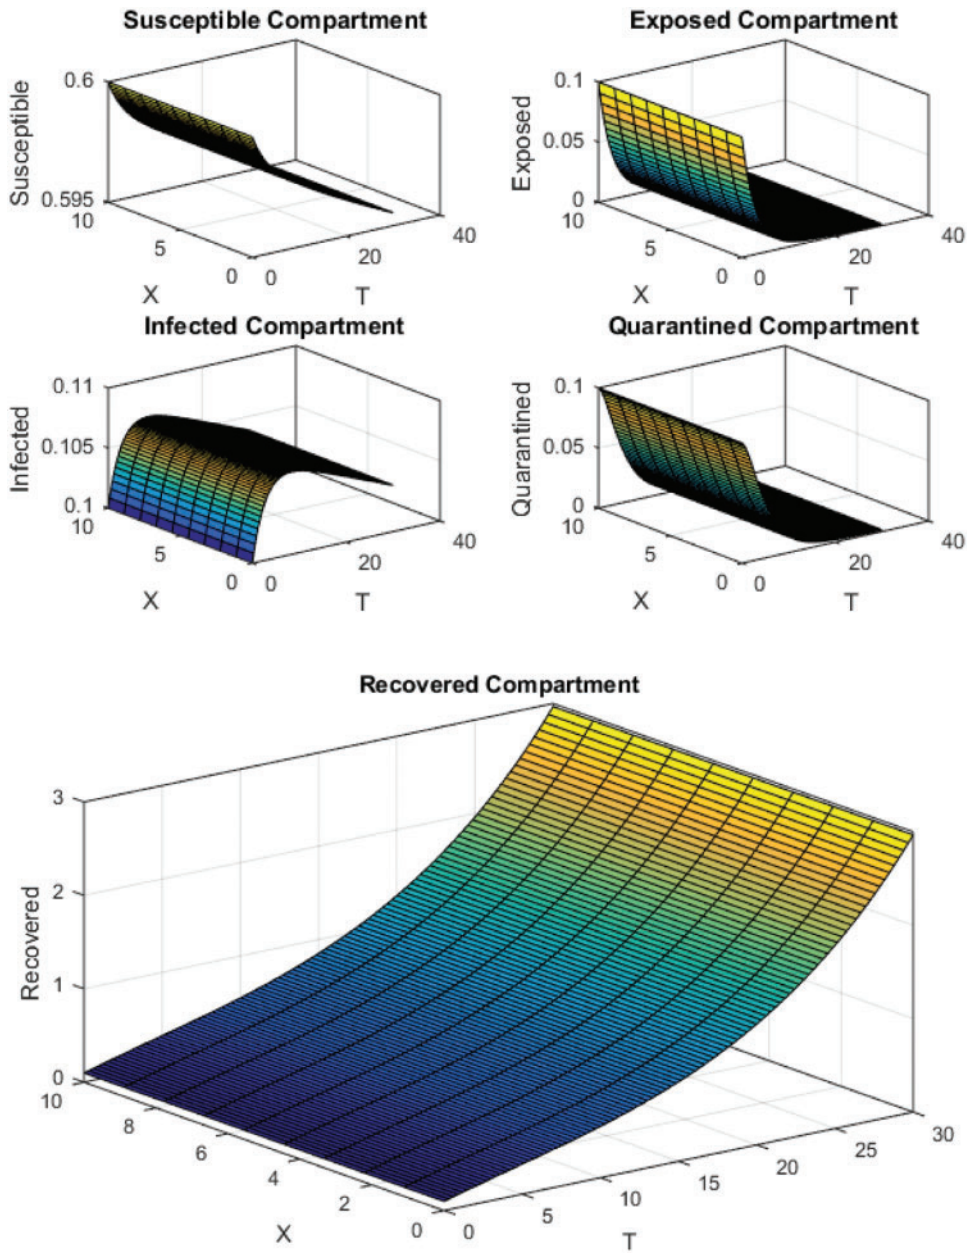 Susceptible Compartment
0.6
0.595
Susceptible
10
5
0
X
0
20
40
T
Exposed Compartment
0.1
0.05
0
Exposed
10
5
0
X
0
20
40
T
Infected Compartment
0.11
0.105
0.1
Infected
10
5
0
X
0
20
40
T
Quarantined Compartment
0.1
0.05
0
Quarantined
10
5
0
X
0
20
40
T
Recovered Compartment
3
2
1
0
Recovered
10
8
6
4
2
0
X
0
5
10
15
20
25
30
T